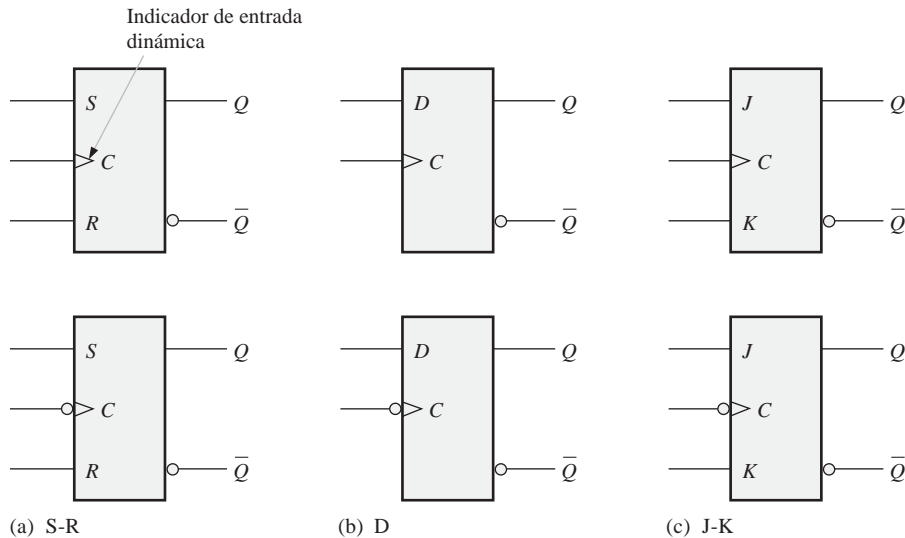 Indicador de entrada
dinámica
S Q D Q J Q
C C C
R Q̅ Q̅ K Q̅
S Q D Q J Q
C C C
R Q̅ Q̅ K Q̅
(a) S-R (b) D (c) J-K